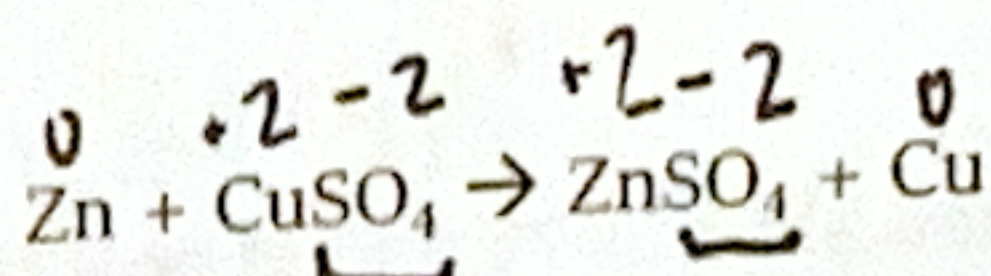 0 +2 -2 +2 -2 0
Zn + CuSO₄ → ZnSO₄ + Cu